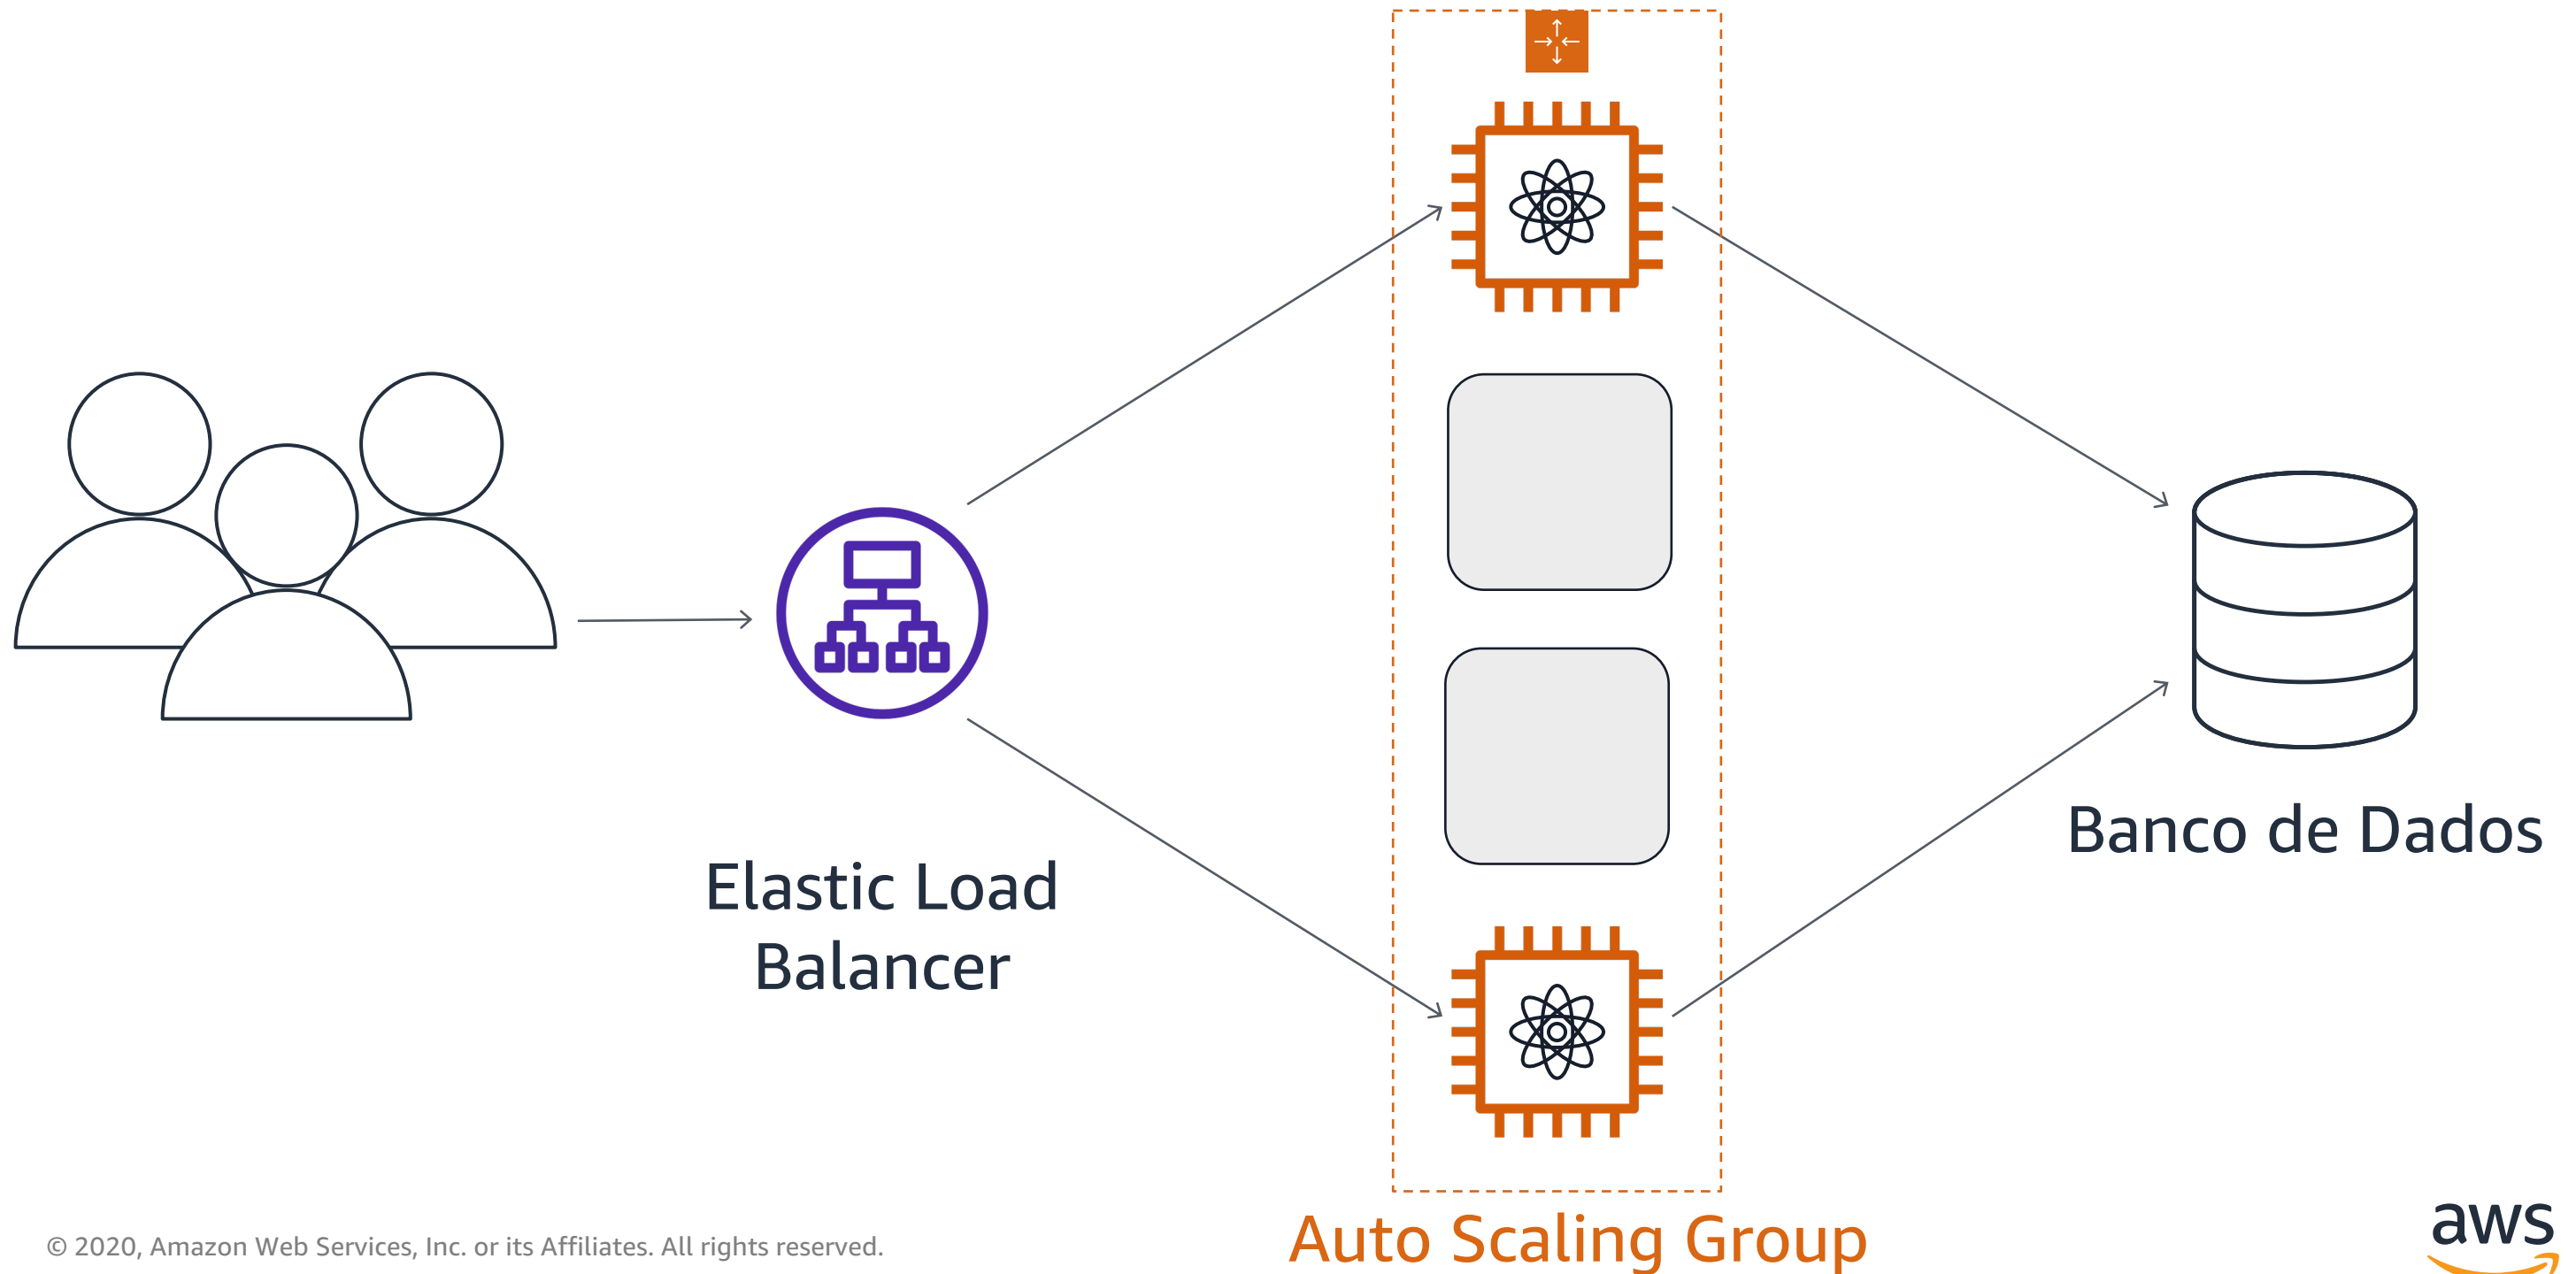 Elastic Load
Balancer
Banco de Dados
Auto Scaling Group
© 2020, Amazon Web Services, Inc. or its Affiliates. All rights reserved.
aws